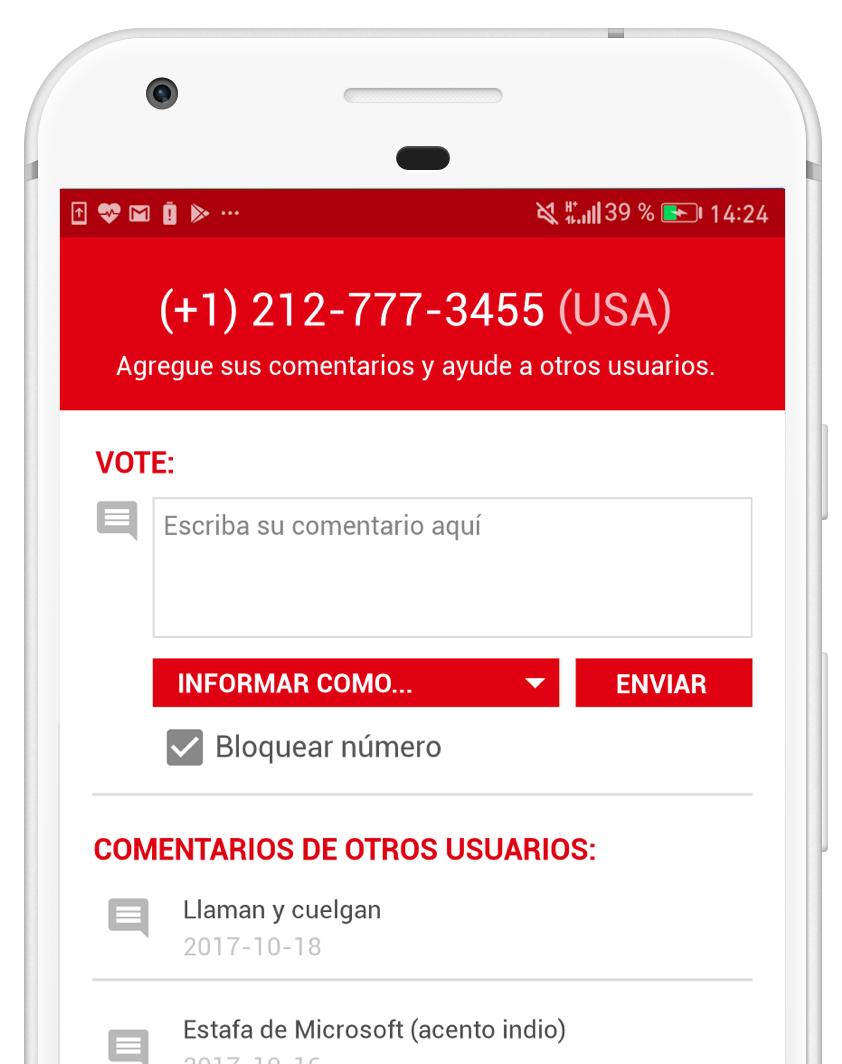 39 % 14:24
(+1) 212-777-3455 (USA)
Agregue sus comentarios y ayude a otros usuarios.
VOTE:
Escriba su comentario aquí
INFORMAR COMO... ENVIAR
Bloquear número
COMENTARIOS DE OTROS USUARIOS:
Llaman y cuelgan
2017-10-18
Estafa de Microsoft (acento indio)